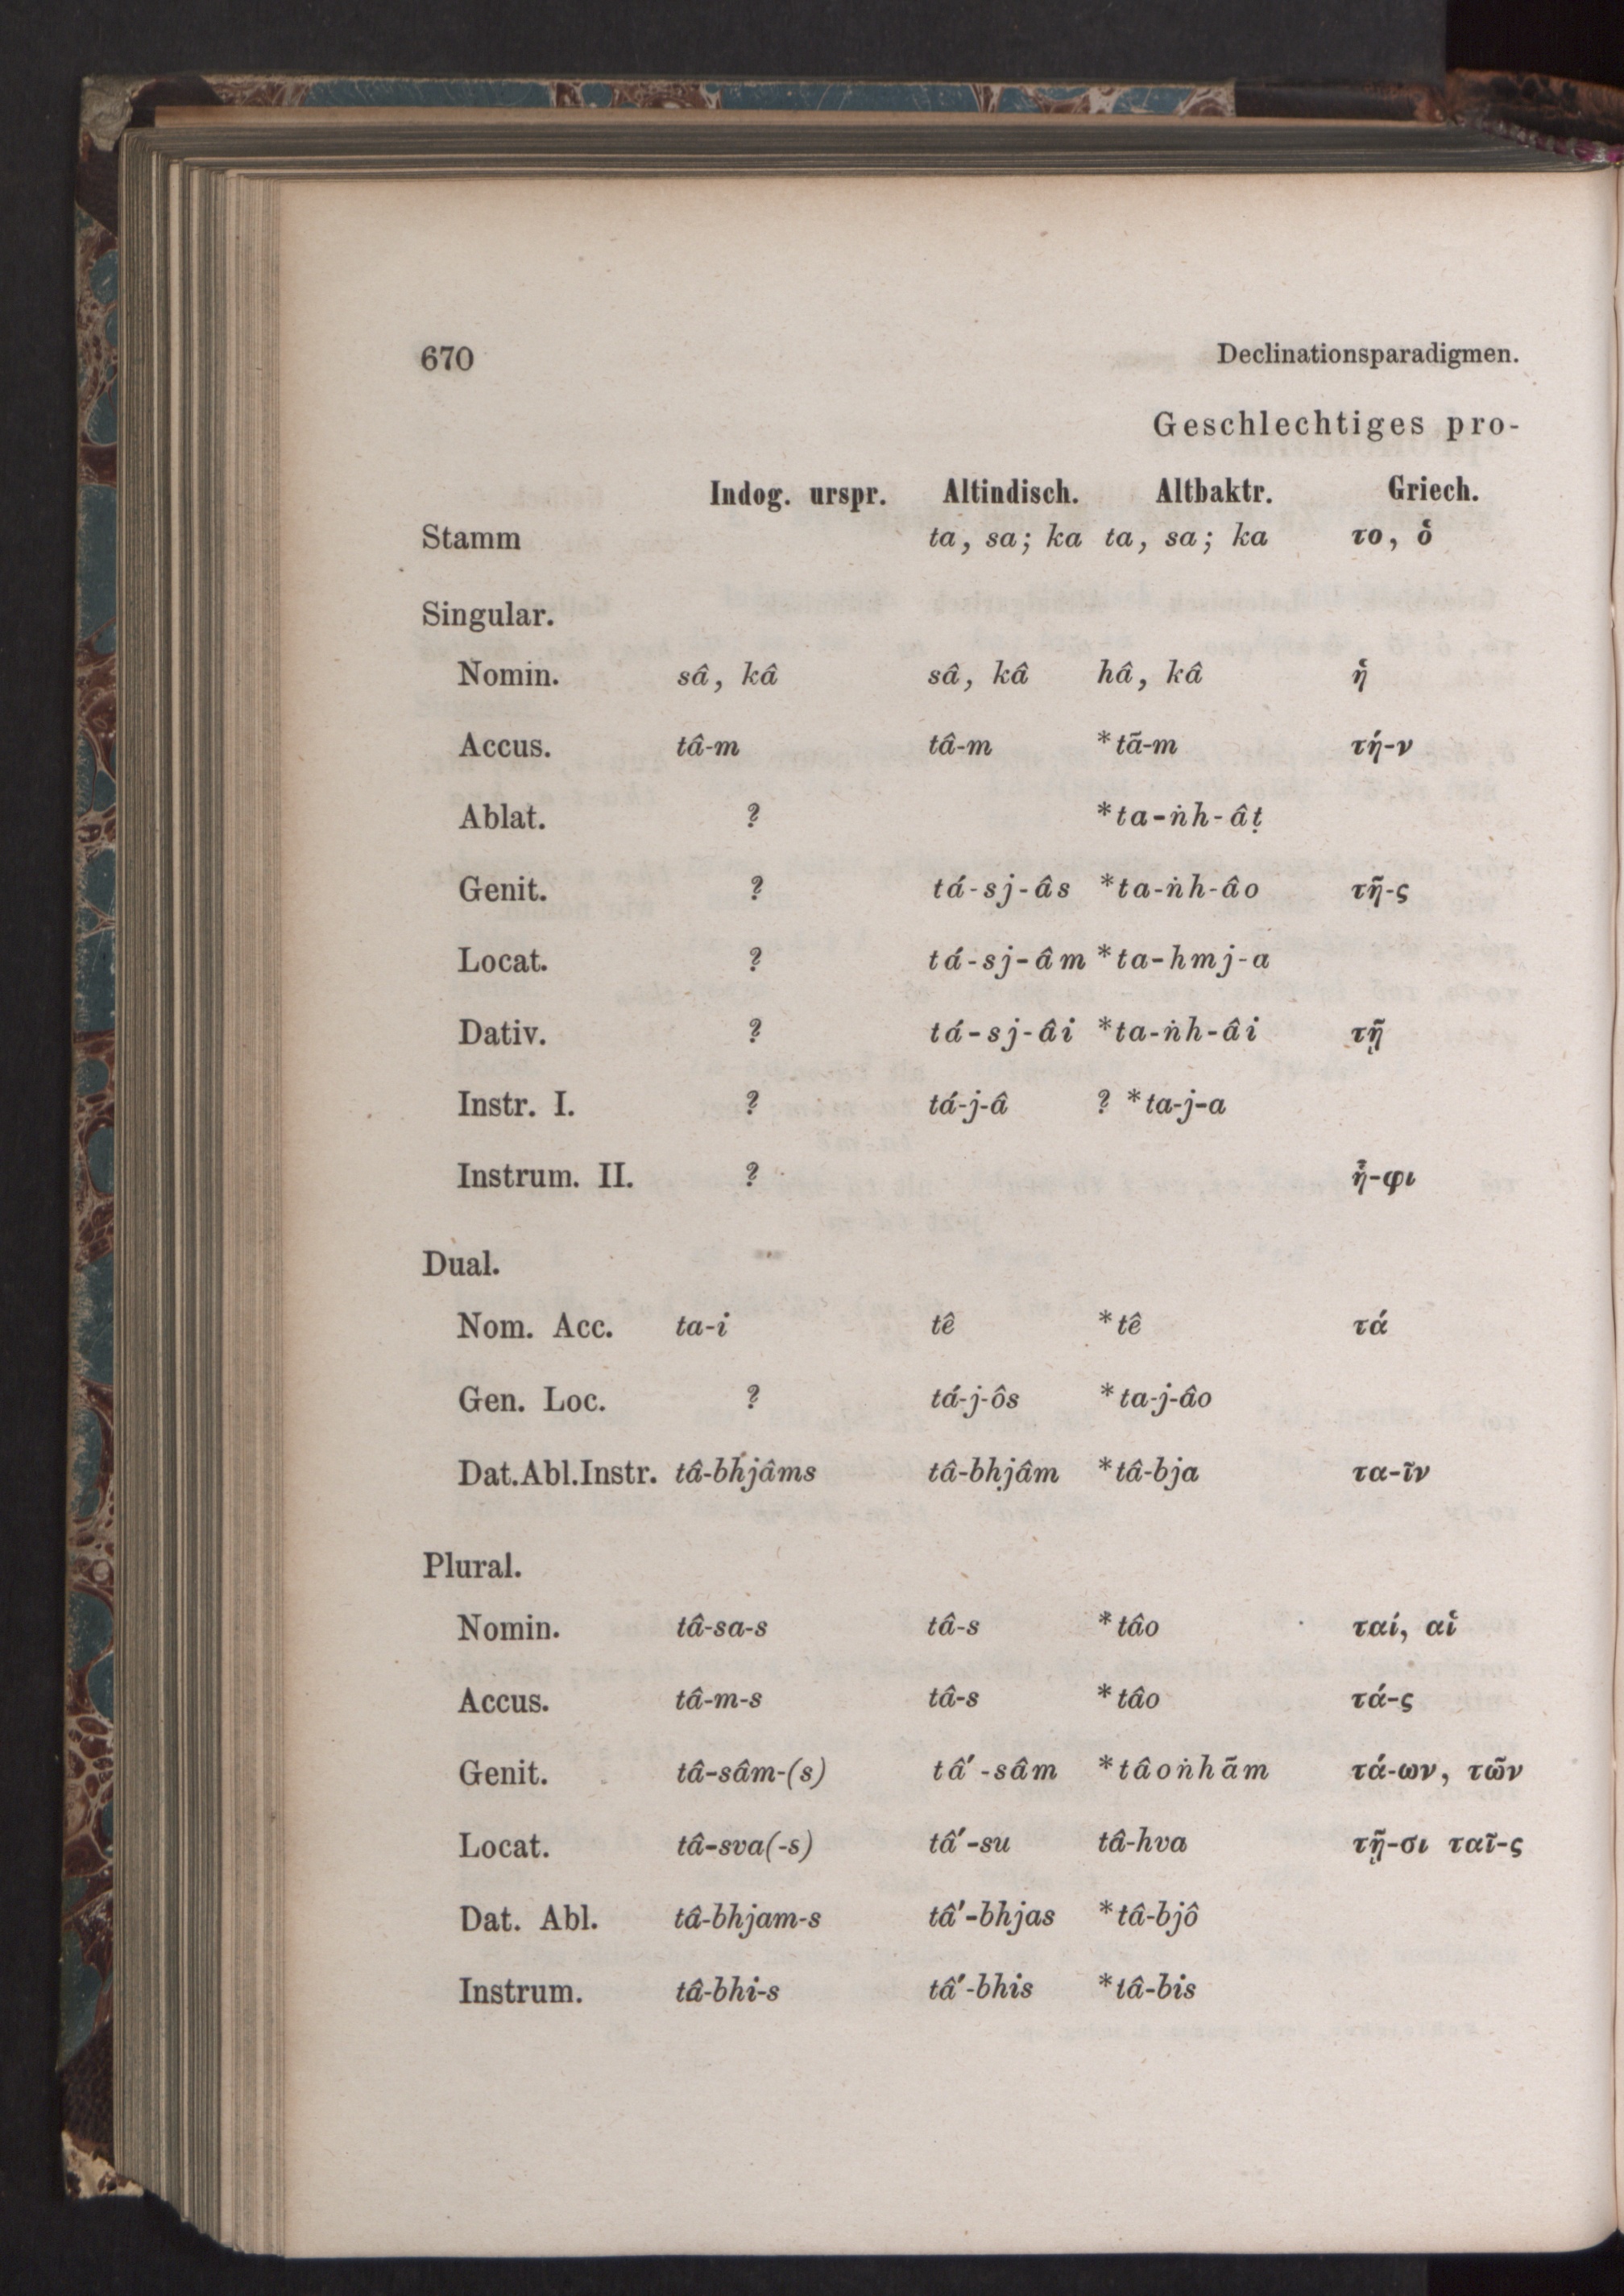 670 Declinationsparadigmen.
Geschlechtiges pro-
Indog. urspr. Altindisch. Altbaktr. Griech.
Stamm ta, sa; ka ta, sa; ka το, ὁ
Singular.
Nomin. sâ, kâ sâ, kâ hâ, kâ ἡ
Accus. tâ-m tâ-m *tã-m τή-ν
Ablat. ? *ta-ṅh-âṭ
Genit. ? tá-sj-âs *ta-ṅh-âo τῆ-ς
Locat. ? tá-sj-âm *ta-hmj-a
Dativ. ? tá-sj-âi *ta-ṅh-âi τῇ
Instr. I. ? tá-j-â ? *ta-j-a
Instrum. II. ? ἧ-φι
Dual.
Nom. Acc. ta-i tê *tê τά
Gen. Loc. ? tá-j-ôs *ta-j-âo
Dat.Abl.Instr. tâ-bhjâms tâ-bhjâm *tâ-bja τα-ῖν
Plural.
Nomin. tâ-sa-s tâ-s *tâo ταί, αἱ
Accus. tâ-m-s tâ-s *tâo τά-ς
Genit. tâ-sâm-(s) tấ-sâm *tâoṅhãm τά-ων, τῶν
Locat. tâ-sva(-s) tấ-su tâ-hva τῇ-σι ταῖ-ς
Dat. Abl. tâ-bhjam-s tấ-bhjas *tâ-bjô
Instrum. tâ-bhi-s tấ-bhis *tâ-bis